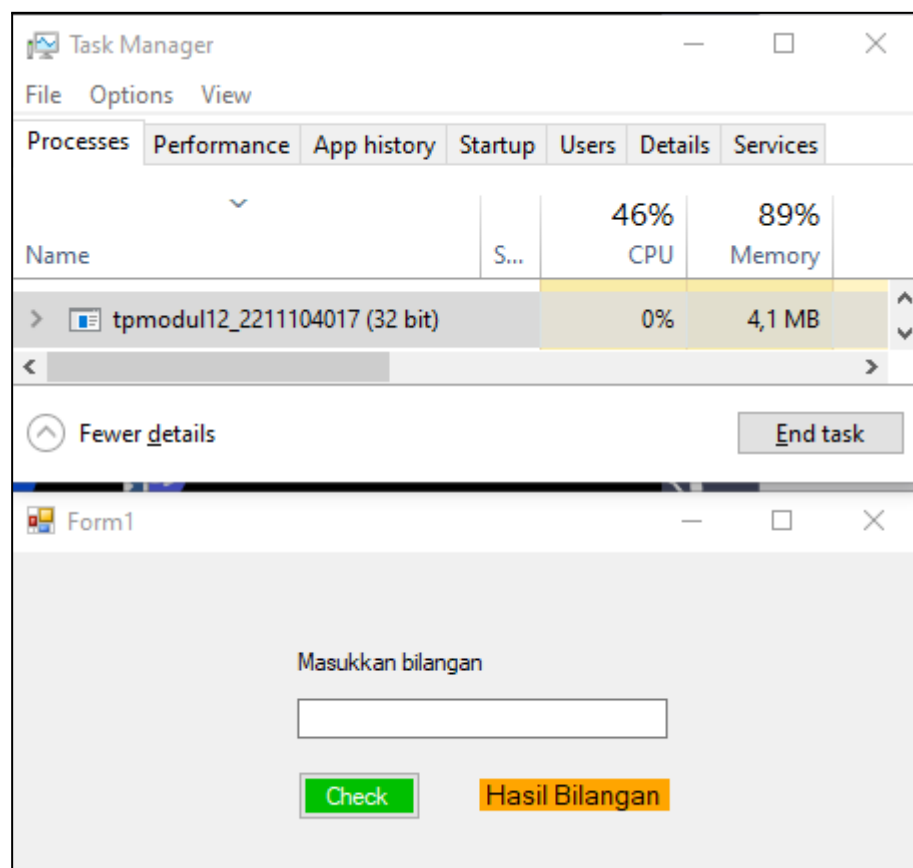 Task Manager
File Options View
Processes Performance App history Startup Users Details Services
46% 89%
Name S... CPU Memory
tpmodul12_2211104017 (32 bit) 0% 4,1 MB
Fewer details End task
Form1
Masukkan bilangan
Check Hasil Bilangan